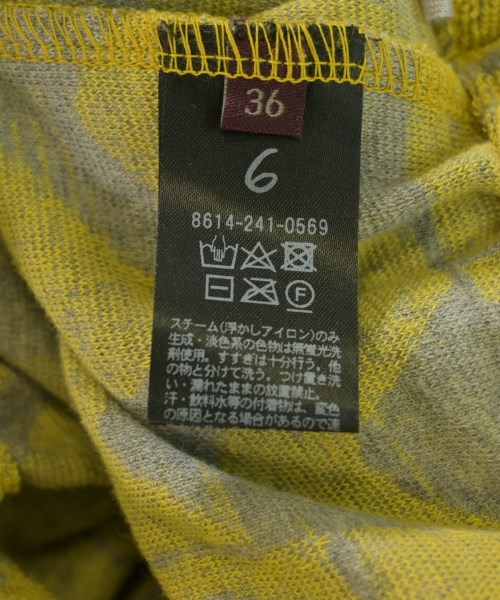 36
6
8614-241-0569
F
スチーム(浮かしアイロン)のみ
生成・淡色系の色物は無蛍光洗
剤使用。すすぎは十分行う。他
の物と分けて洗う。つけ置き洗
い・濡れたままの放置禁止。
汗・飲料水等の付着物は、変色
の原因となる場合があるので速